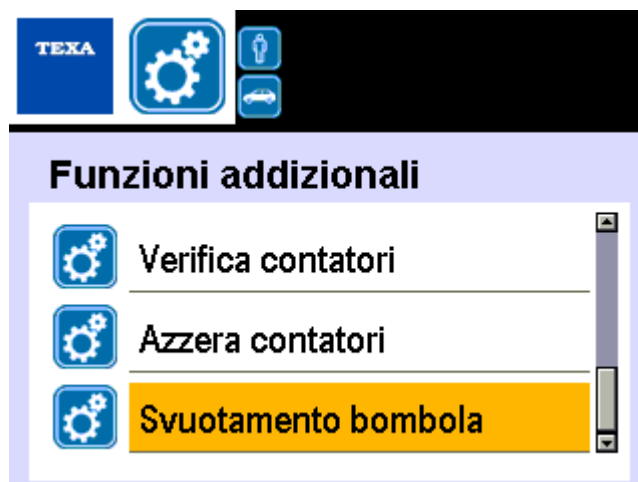 TEXA
Funzioni addizionali
Verifica contatori
Azzera contatori
Svuotamento bombola